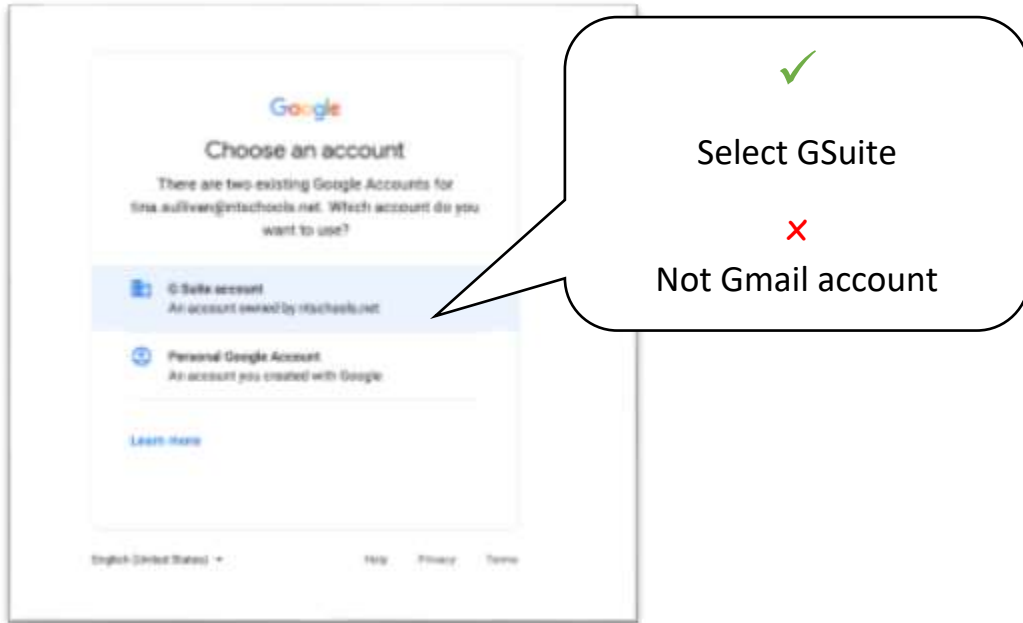 Google
Choose an account
There are two existing Google Accounts for
tina.sullivan@ntschools.net. Which account do you
want to use?
G Suite account
An account owned by ntschools.net
Personal Google Account
An account you created with Google
Learn more
English (United States)
Help Privacy Terms
✓
Select GSuite
×
Not Gmail account